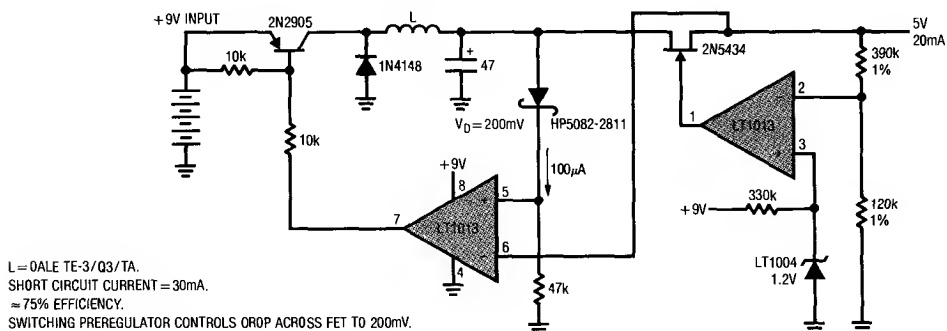 +9V INPUT
2N2905
L
5V
20mA
10k
1N4148
+
47
2N5434
390k
1%
V_D = 200mV
HP5082-2811
1
2
-
LT1013
3
+
10k
100µA
+9V
8
5
+
330k
+9V
120k
1%
7
LT1013
6
-
4
47k
LT1004
1.2V
L = OALE TE-3/Q3/TA.
SHORT CIRCUIT CURRENT = 30mA.
≈75% EFFICIENCY.
SWITCHING PREREGULATOR CONTROLS OROP ACROSS FET TO 200mV.